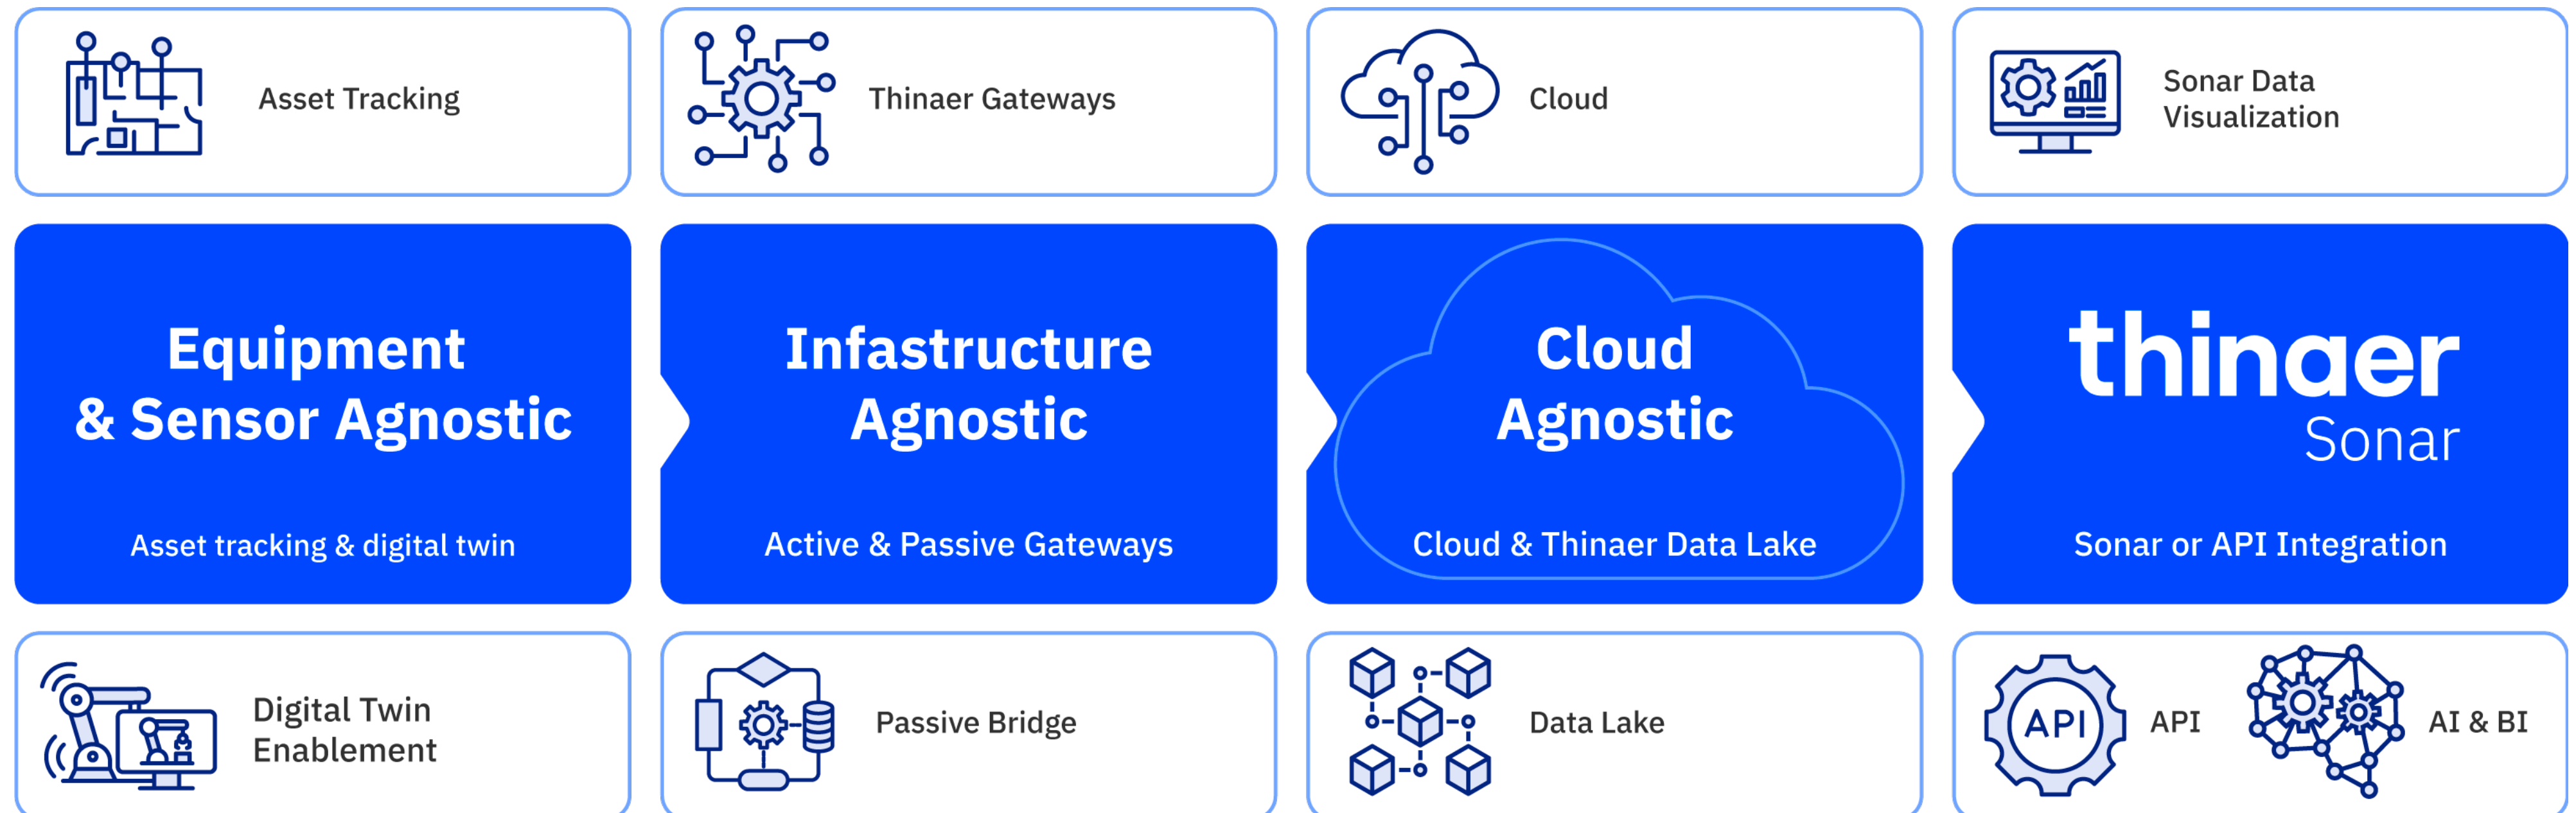 Asset Tracking
Thinaer Gateways
Cloud
Sonar Data
Visualization
Equipment
& Sensor Agnostic
Asset tracking & digital twin
Infastructure
Agnostic
Active & Passive Gateways
Cloud
Agnostic
Cloud & Thinaer Data Lake
thinaer
Sonar
Sonar or API Integration
Digital Twin
Enablement
Passive Bridge
Data Lake
API
API
AI & BI